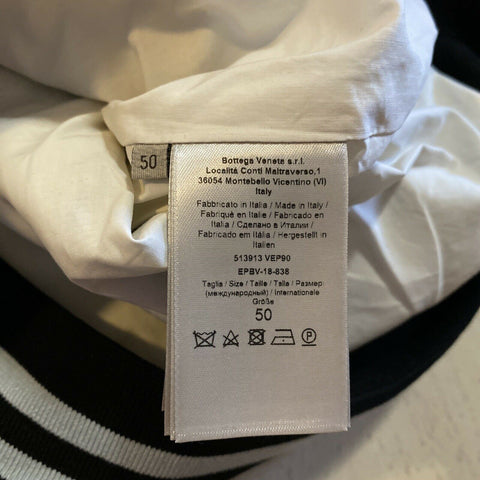 50
Bottega Veneta s.r.l.
Località Conti Maltraverso,1
36054 Montebello Vicentino (VI)
Italy
Fabbricato in Italia / Made in Italy /
Fabriqué en Italie / Fabricado en
Italia / Сделано в Италии /
Fabricado em Itália / Hergestellt in
Italien
513913 VEP90
EPBV-18-838
Taglia / Size / Taille / Talla / Размер
(международный) / Internationale
Größe
50
P